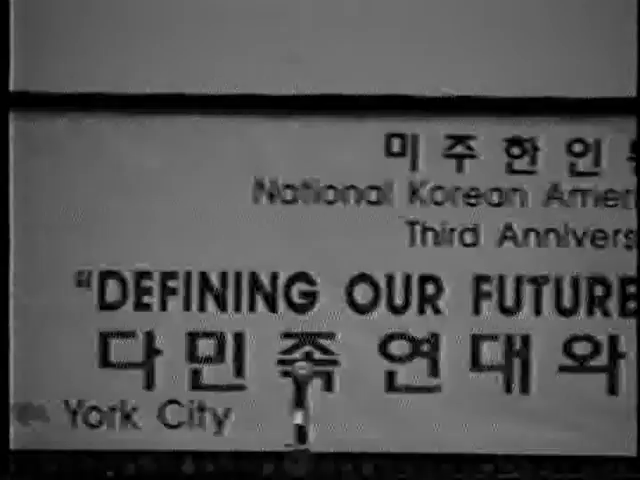 미주한인
National Korean
Third
"DEFINING OUR FUTURE
다민족연대와
York City